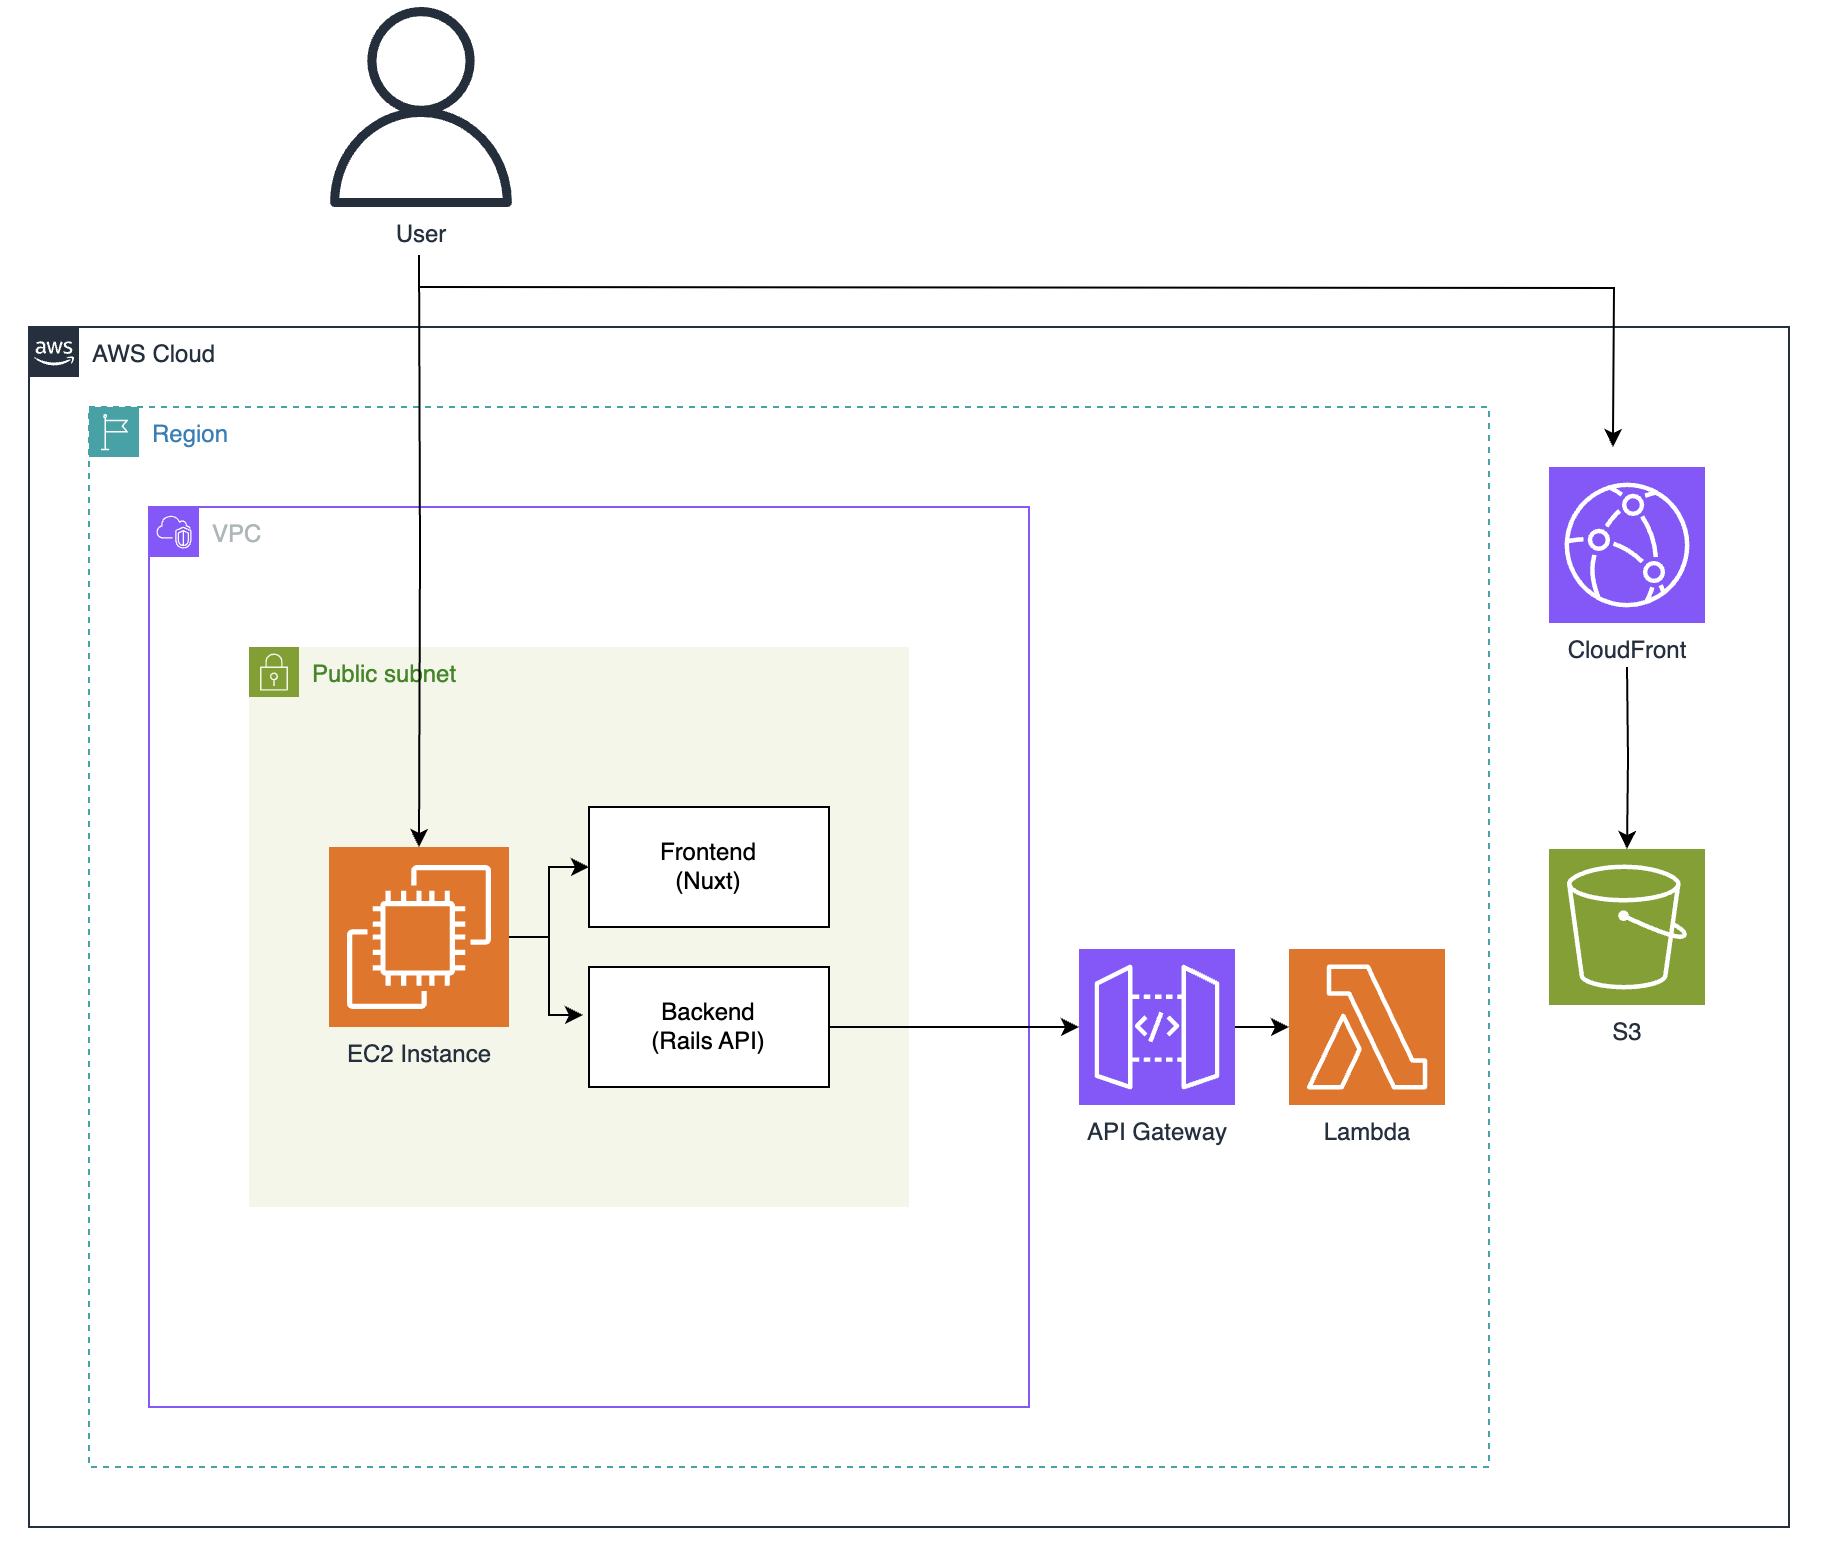 User
aws
AWS Cloud
Region
VPC
Public subnet
CloudFront
Frontend
(Nuxt)
Backend
(Rails API)
EC2 Instance
</>
S3
API Gateway
Lambda